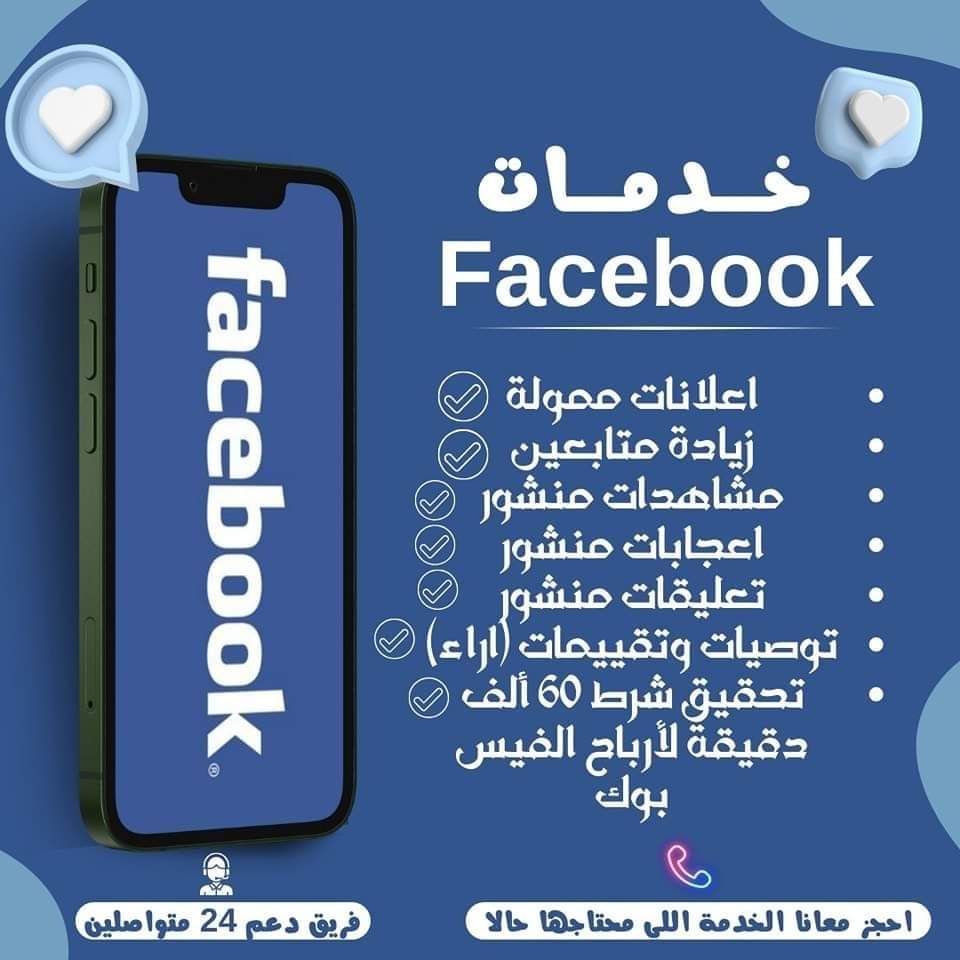 خدمات
Facebook
facebook
®
• اعلانات ممولة
• زيادة متابعين
• مشاهدات منشور
• اعجابات منشور
• تعليقات منشور
• توصيات وتقييمات (اراء)
• تحقيق شرط 60 ألف
دقيقة لأرباح الفيس
بوك
احجز معانا الخدمة اللى محتاجها حالا
فريق دعم 24 متواصلين